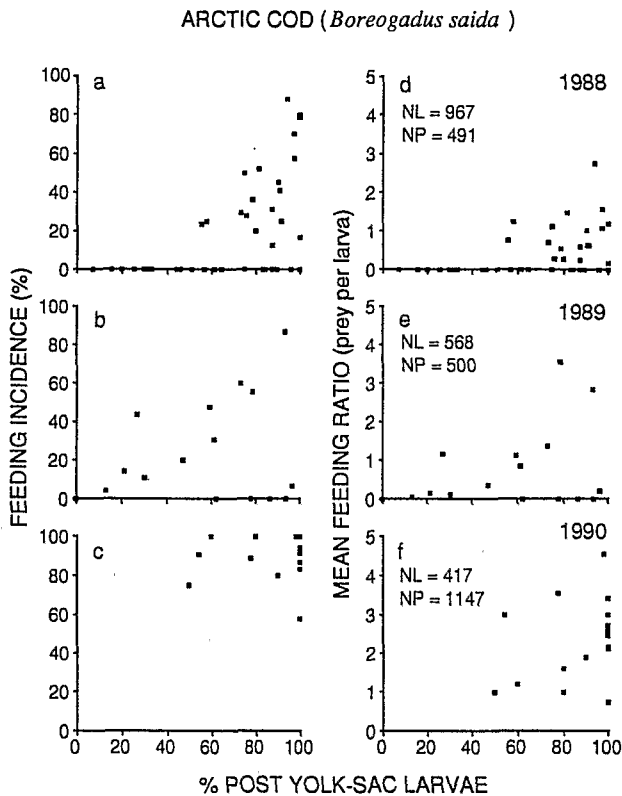 ARCTIC COD (Boreogadus saida)
FEEDING INCIDENCE (%)
a
100
80
60
40
20
0
b
100
80
60
40
20
0
c
100
80
60
40
20
0
0 20 40 60 80 100
MEAN FEEDING RATIO (prey per larva)
d 1988
NL = 967
NP = 491
5
4
3
2
1
0
e 1989
NL = 568
NP = 500
5
4
3
2
1
0
f 1990
NL = 417
NP = 1147
5
4
3
2
1
0
0 20 40 60 80 100
% POST YOLK-SAC LARVAE